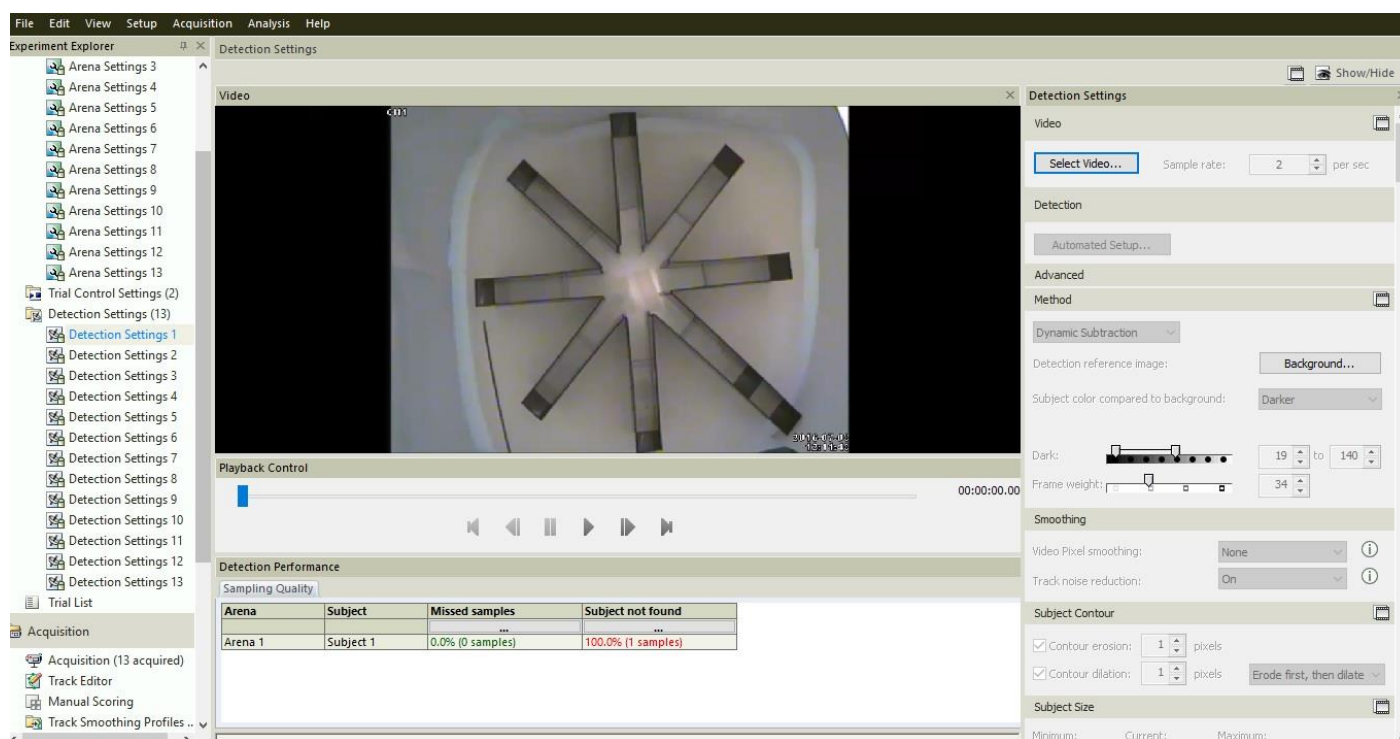 File Edit View Setup Acquisition Analysis Help
Experiment Explorer
Arena Settings 3
Arena Settings 4
Arena Settings 5
Arena Settings 6
Arena Settings 7
Arena Settings 8
Arena Settings 9
Arena Settings 10
Arena Settings 11
Arena Settings 12
Arena Settings 13
Trial Control Settings (2)
Detection Settings (13)
Detection Settings 1
Detection Settings 2
Detection Settings 3
Detection Settings 4
Detection Settings 5
Detection Settings 6
Detection Settings 7
Detection Settings 8
Detection Settings 9
Detection Settings 10
Detection Settings 11
Detection Settings 12
Detection Settings 13
Trial List
Acquisition
Acquisition (13 acquired)
Track Editor
Manual Scoring
Track Smoothing Profiles ..
Detection Settings
Show/Hide
Video
Playback Control
00:00:00.00
Detection Performance
Sampling Quality
Arena Subject Missed samples Subject not found
... ...
Arena 1 Subject 1 0.0% (0 samples) 100.0% (1 samples)
Detection Settings
Video
Select Video... Sample rate: 2 per sec
Detection
Automated Setup...
Advanced
Method
Dynamic Subtraction
Detection reference image: Background...
Subject color compared to background: Darker
Dark: 19 to 140
Frame weight: 34
Smoothing
Video Pixel smoothing: None
Track noise reduction: On
Subject Contour
Contour erosion: 1 pixels
Contour dilation: 1 pixels Erode first, then dilate
Subject Size
Minimum: Current: Maximum: